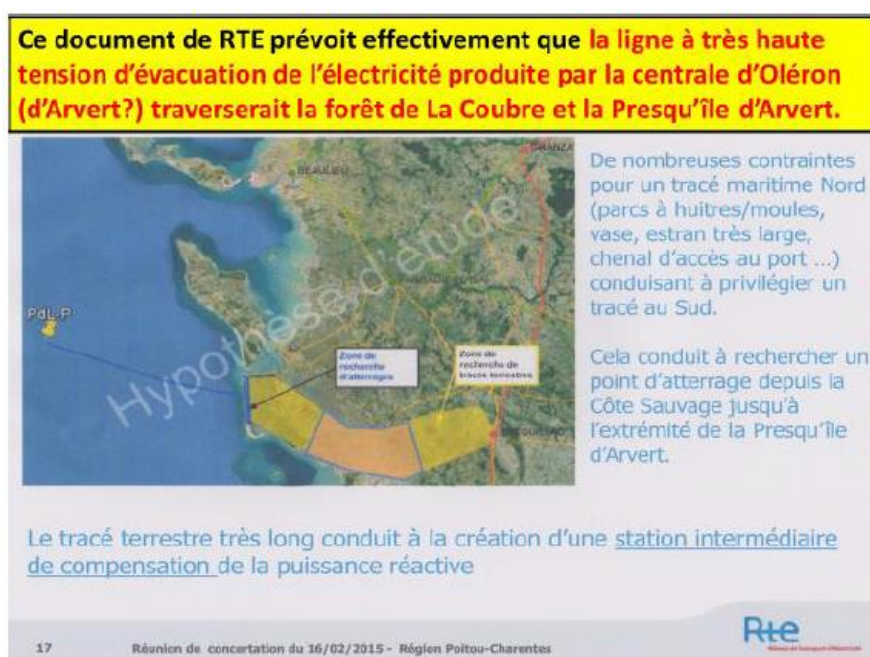 Ce document de RTE prévoit effectivement que la ligne à très haute
tension d'évacuation de l'électricité produite par la centrale d'Oléron
(d'Arvert?) traverserait la forêt de La Coubre et la Presqu'île d'Arvert.
BEAULIEU
PdL-P
Hypothèse d'étude
Zone de
recherche
d'atterrages
Zone de
recherche de
tracés terrestres
De nombreuses contraintes
pour un tracé maritime Nord
(parcs à huitres/moules,
vase, estran très large,
chenal d'accès au port ...)
conduisant à privilégier un
tracé au Sud.
Cela conduit à rechercher un
point d'atterrage depuis la
Côte Sauvage jusqu'à
l'extrémité de la Presqu'île
d'Arvert.
Le tracé terrestre très long conduit à la création d'une station intermédiaire
de compensation de la puissance réactive
17
Réunion de concertation du 16/02/2015 - Région Poitou-Charentes
Rte
Réseau de transport d'électricité